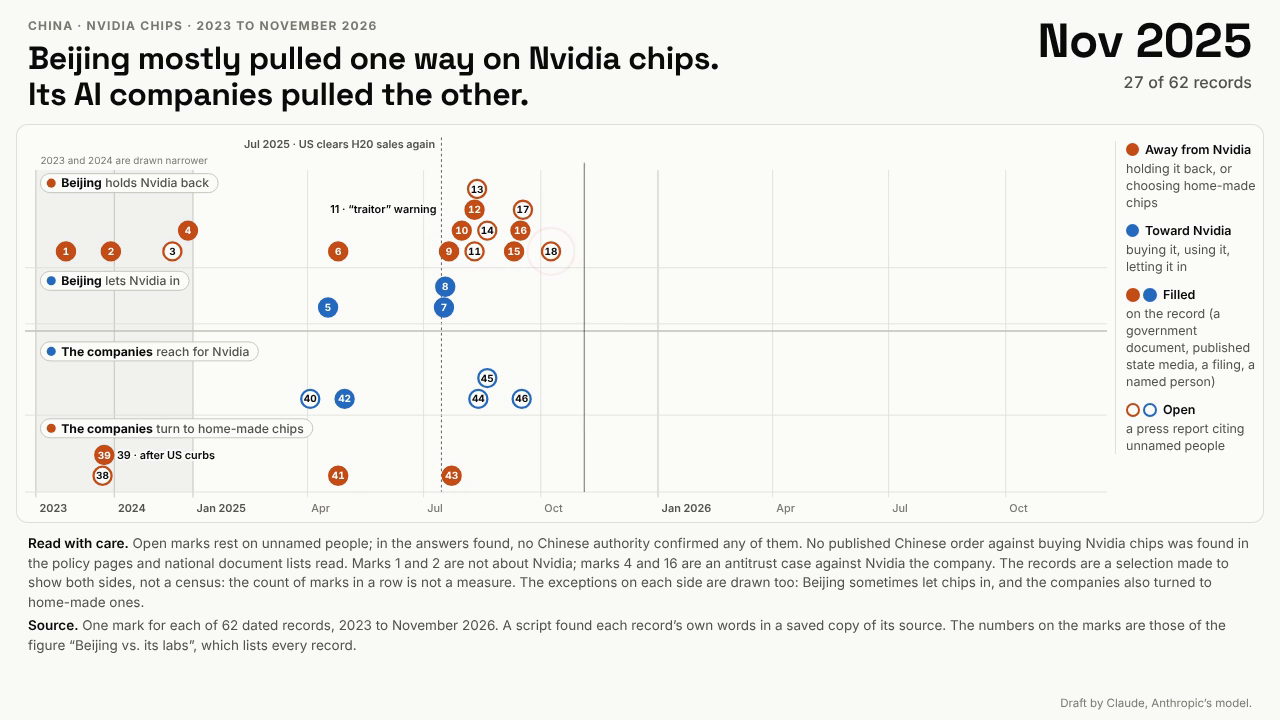 CHINA · NVIDIA CHIPS · 2023 TO NOVEMBER 2026
Beijing mostly pulled one way on Nvidia chips.
Its AI companies pulled the other.
Nov 2025
27 of 62 records
Jul 2025 · US clears H20 sales again
2023 and 2024 are drawn narrower
Beijing holds Nvidia back
13
11 · “traitor” warning
12
17
4
10
14
16
1
2
3
6
9
11
15
18
Beijing lets Nvidia in
8
5
7
The companies reach for Nvidia
45
40
42
44
46
The companies turn to home-made chips
39
39 · after US curbs
38
41
43
2023
2024
Jan 2025
Apr
Jul
Oct
Jan 2026
Apr
Jul
Oct
Away from Nvidia
holding it back, or
choosing home-made
chips
Toward Nvidia
buying it, using it,
letting it in
Filled
on the record (a
government
document, published
state media, a filing, a
named person)
Open
a press report citing
unnamed people
Read with care. Open marks rest on unnamed people; in the answers found, no Chinese authority confirmed any of them. No published Chinese order against buying Nvidia chips was found in
the policy pages and national document lists read. Marks 1 and 2 are not about Nvidia; marks 4 and 16 are an antitrust case against Nvidia the company. The records are a selection made to
show both sides, not a census: the count of marks in a row is not a measure. The exceptions on each side are drawn too: Beijing sometimes let chips in, and the companies also turned to
home-made ones.
Source. One mark for each of 62 dated records, 2023 to November 2026. A script found each record’s own words in a saved copy of its source. The numbers on the marks are those of the
figure “Beijing vs. its labs”, which lists every record.
Draft by Claude, Anthropic’s model.